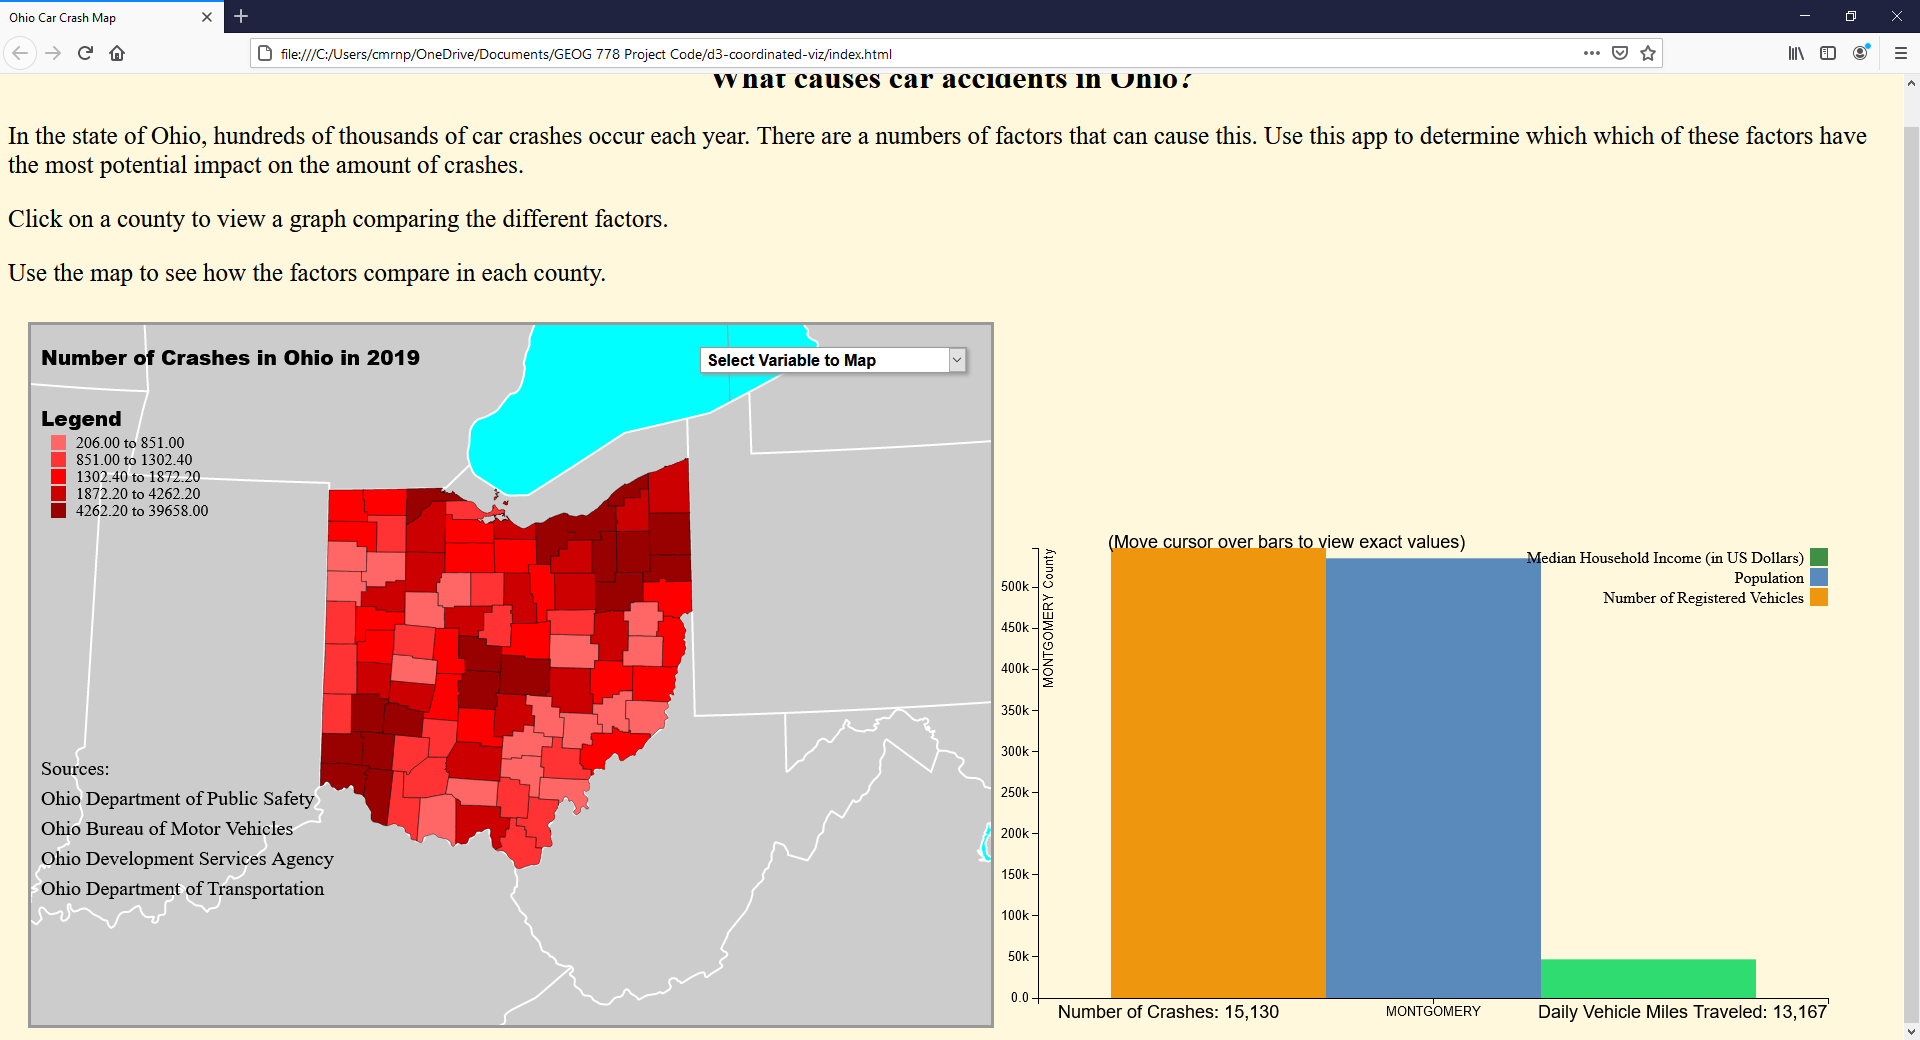 Ohio Car Crash Map
file:///C:/Users/cmrnp/OneDrive/Documents/GEOG 778 Project Code/d3-coordinated-viz/index.html
What causes car accidents in Ohio?
In the state of Ohio, hundreds of thousands of car crashes occur each year. There are a numbers of factors that can cause this. Use this app to determine which which of these factors have
the most potential impact on the amount of crashes.
Click on a county to view a graph comparing the different factors.
Use the map to see how the factors compare in each county.
Number of Crashes in Ohio in 2019
Select Variable to Map
Legend
206.00 to 851.00
851.00 to 1302.40
1302.40 to 1872.20
1872.20 to 4262.20
4262.20 to 39658.00
Sources:
Ohio Department of Public Safety
Ohio Bureau of Motor Vehicles
Ohio Development Services Agency
Ohio Department of Transportation
(Move cursor over bars to view exact values)
Median Household Income (in US Dollars)
Population
Number of Registered Vehicles
MONTGOMERY County
500k
450k
400k
350k
300k
250k
200k
150k
100k
50k
0.0
Number of Crashes: 15,130
MONTGOMERY
Daily Vehicle Miles Traveled: 13,167